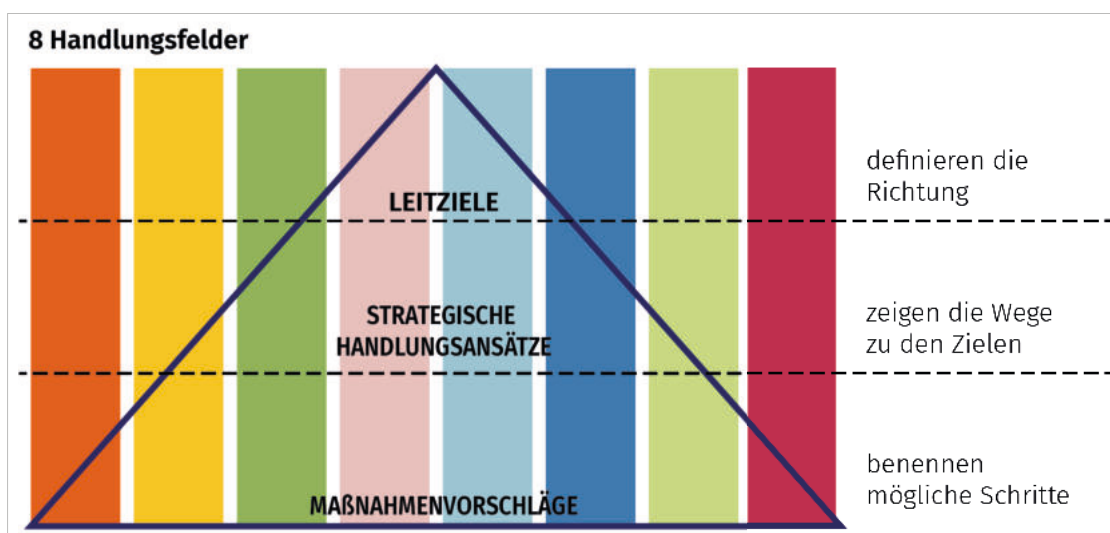 8 Handlungsfelder
definieren die
Richtung
LEITZIELE
zeigen die Wege
zu den Zielen
STRATEGISCHE
HANDLUNGSANSÄTZE
benennen
mögliche Schritte
MAẞNAHMENVORSCHLÄGE